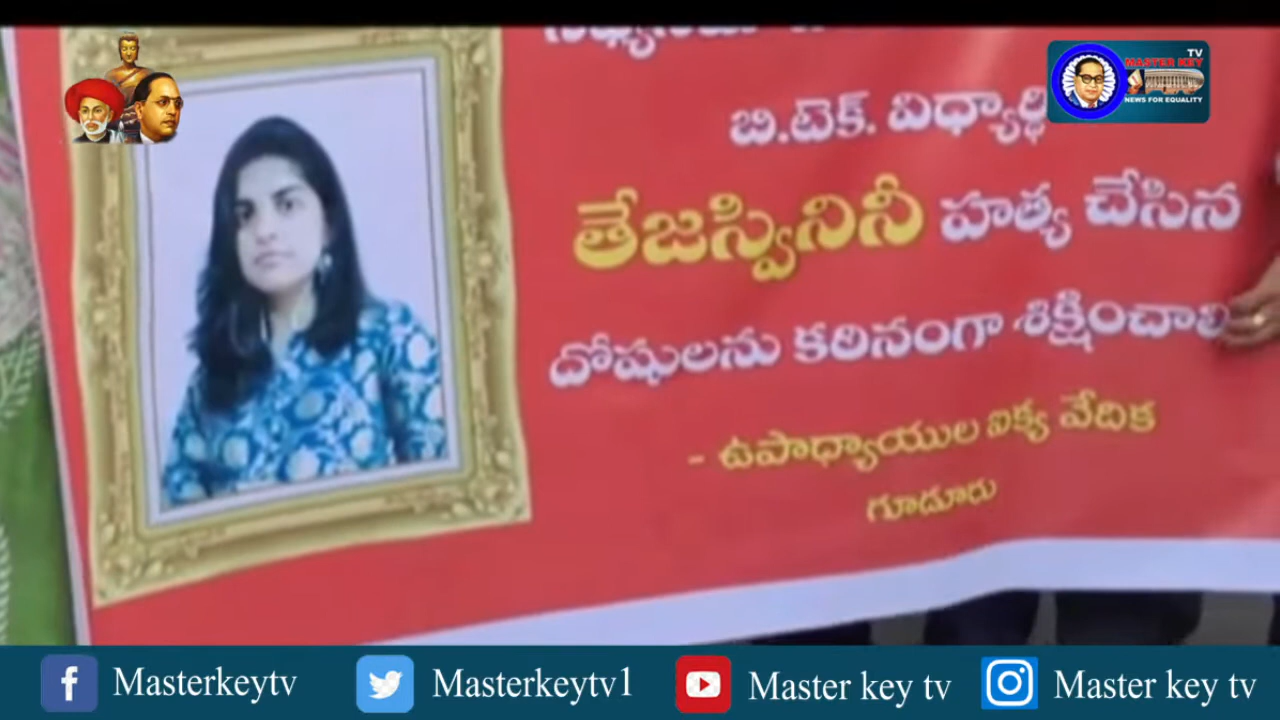 TV
MASTER KEY
NEWS FOR EQUALITY
బి.టెక్. విద్యార్థి
తేజస్వినినీ హత్య చేసిన
దోషులను కఠినంగా శిక్షించాలి
- ఉపాధ్యాయుల ఐక్య వేదిక
గూడూరు
Masterkeytv
Masterkeytv1
Master key tv
Master key tv